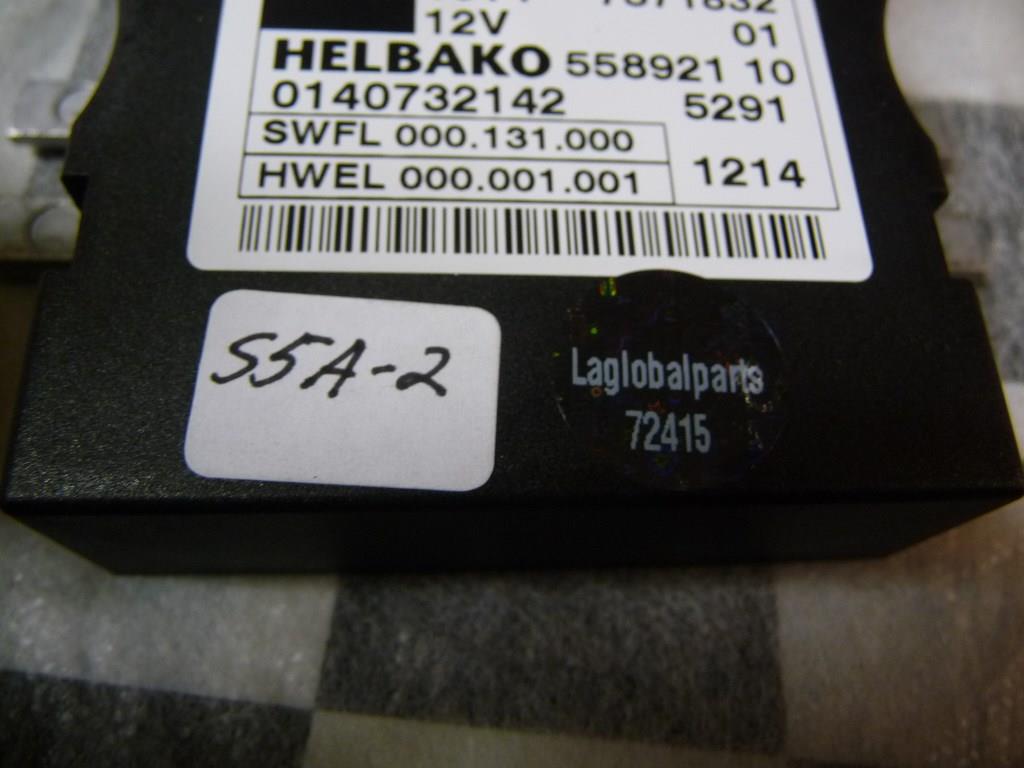 12V 01
HELBAKO 558921 10
0140732142 5291
SWFL 000.131.000
HWEL 000.001.001 1214
S5A-2
Laglobalparts
72415